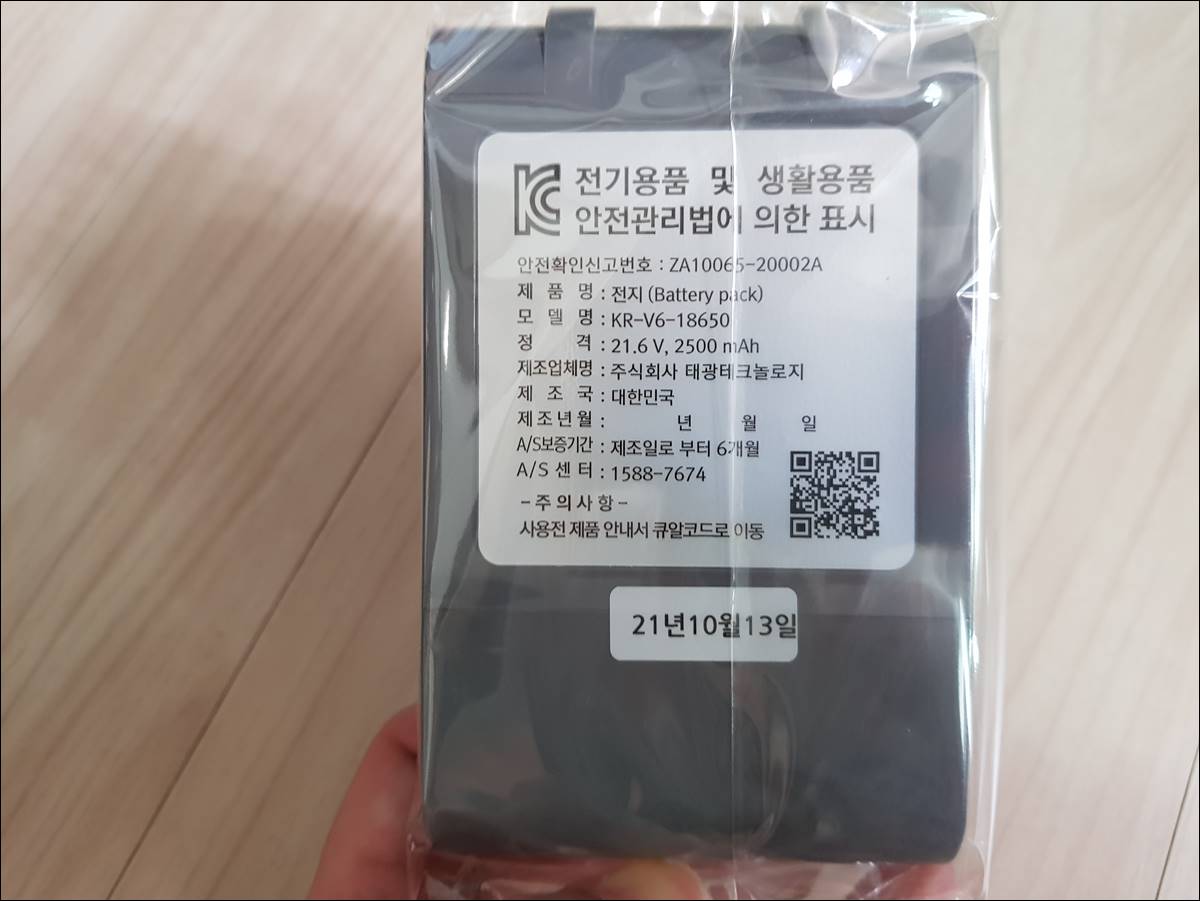 KC 전기용품 및 생활용품
안전관리법에 의한 표시
안전확인신고번호 : ZA10065-20002A
제 품 명 : 전지 (Battery pack)
모 델 명 : KR-V6-18650
정 격 : 21.6 V, 2500 mAh
제조업체명 : 주식회사 태광테크놀로지
제 조 국 : 대한민국
제조년월 : 년 월 일
A/S보증기간 : 제조일로 부터 6개월
A/S 센 터 : 1588-7674
- 주 의 사 항 -
사용전 제품 안내서 큐알코드로 이동
21년10월13일